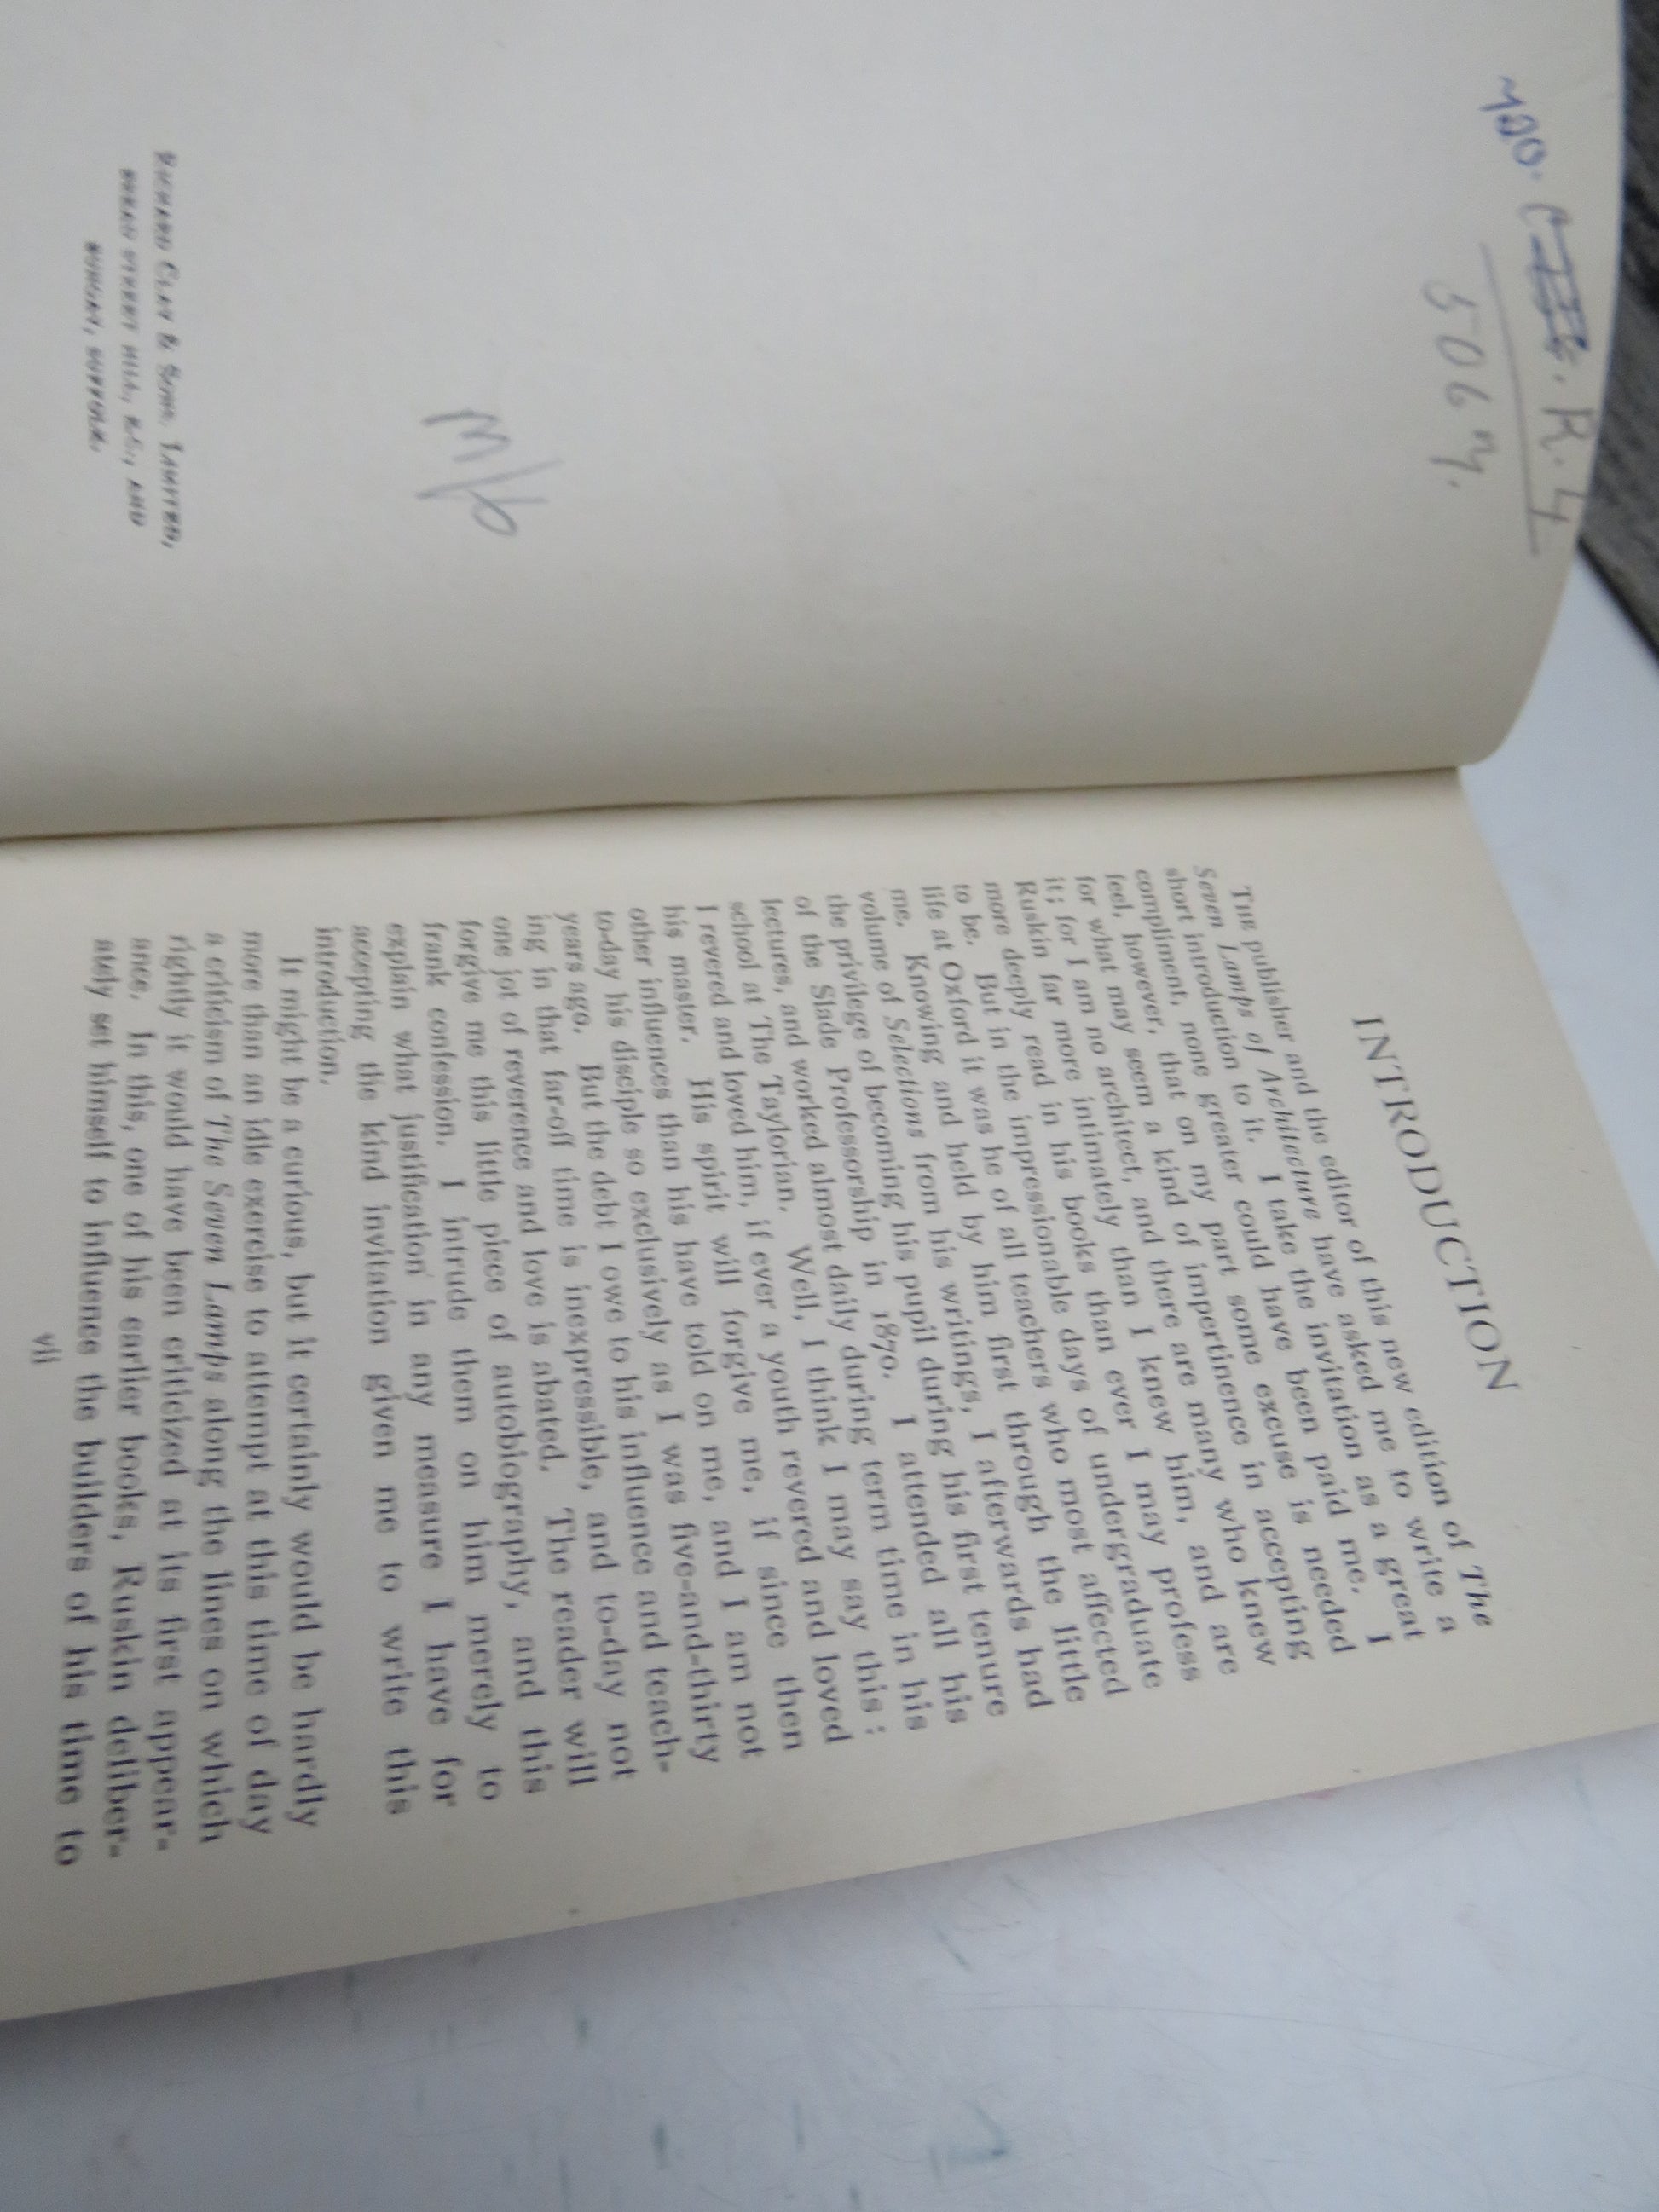 720.
R.4
5067.
M/6
RICHARD CLAY & SONS, LIMITED,
BREAD STREET HILL, E.C., AND
BUNGAY, SUFFOLK.
INTRODUCTION
THE publisher and the editor of this new edition of The
Seven Lamps of Architecture have asked me to write a
short introduction to it. I take the invitation as a great
compliment, none greater could have been paid me. I
feel, however, that on my part some excuse is needed
for what may seem a kind of impertinence in accepting
it; for I am no architect, and there are many who knew
Ruskin far more intimately than I knew him, and are
more deeply read in his books than ever I may profess
to be. But in the impressionable days of undergraduate
life at Oxford it was he of all teachers who most affected
me. Knowing and held by him first through the little
volume of Selections from his writings, I afterwards had
the privilege of becoming his pupil during his first tenure
of the Slade Professorship in 1870. I attended all his
lectures, and worked almost daily during term time in his
school at The Taylorian. Well, I think I may say this:
I revered and loved him, if ever a youth revered and loved
his master. His spirit will forgive me, if since then
other influences than his have told on me, and I am not
to-day his disciple so exclusively as I was five-and-thirty
years ago. But the debt I owe to his influence and teach-
ing in that far-off time is inexpressible, and to-day not
one jot of reverence and love is abated. The reader will
forgive me this little piece of autobiography, and this
frank confession. I intrude them on him merely to
explain what justification in any measure I have for
accepting the kind invitation given me to write this
introduction.
It might be a curious, but it certainly would be hardly
more than an idle exercise to attempt at this time of day
a criticism of The Seven Lamps along the lines on which
rightly it would have been criticized at its first appear-
ance. In this, one of his earlier books, Ruskin deliber-
ately set himself to influence the builders of his time to
vii